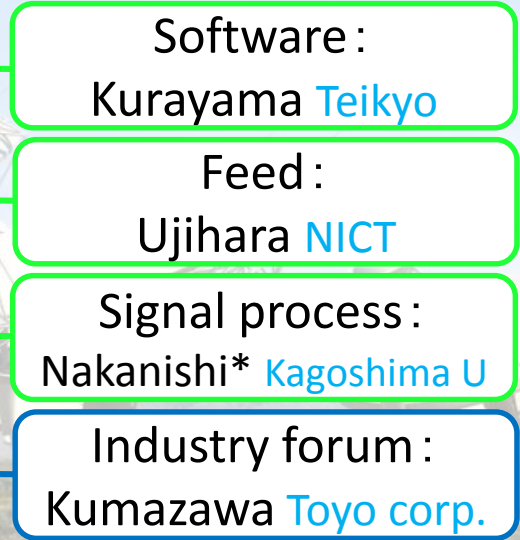 Software：
Kurayama Teikyo
Feed：
Ujihara NICT
Signal process：
Nakanishi* Kagoshima U
Industry forum：
Kumazawa Toyo corp.